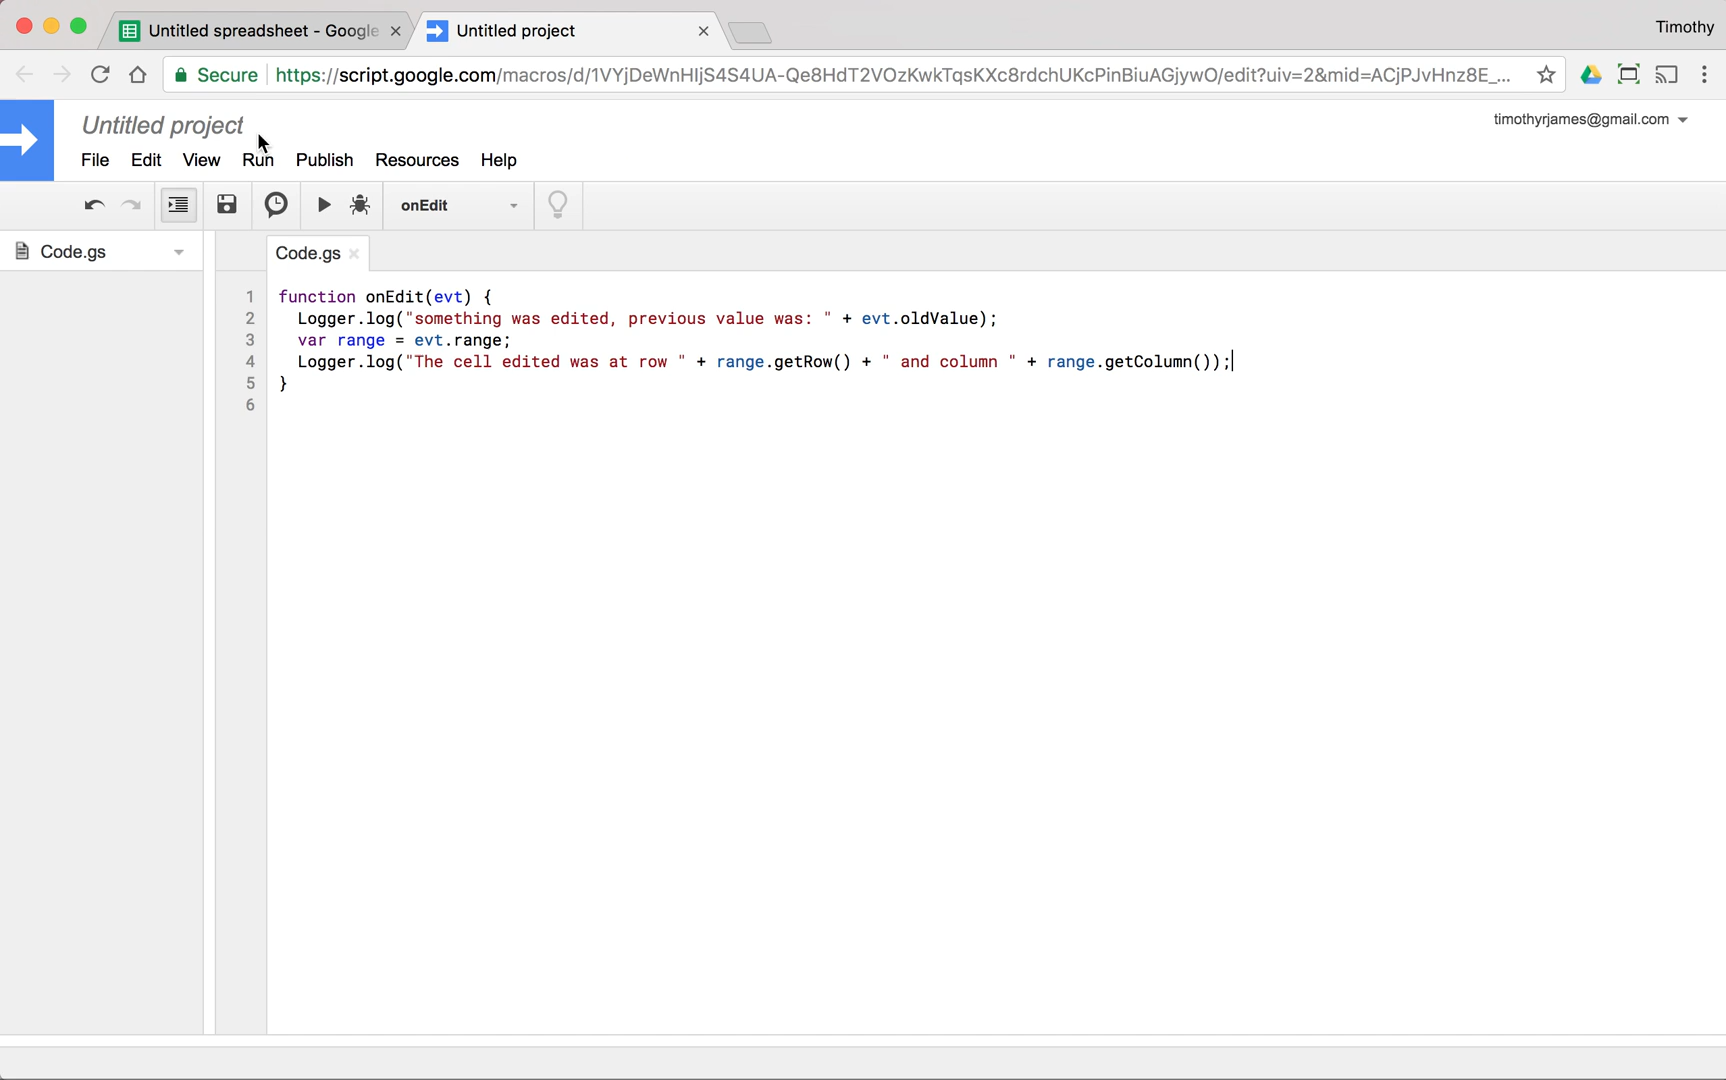 Untitled spreadsheet - Google
Untitled project
Timothy
Secure https://script.google.com/macros/d/1VYjDeWnHIjS4S4UA-Qe8HdT2VOzKwkTqsKXc8rdchUKcPinBiuAGjywO/edit?uiv=2&mid=ACjPJvHnz8E_...
Untitled project
timothyrjames@gmail.com
File Edit View Run Publish Resources Help
onEdit
Code.gs
Code.gs
1 function onEdit(evt) {
2 Logger.log("something was edited, previous value was: " + evt.oldValue);
3 var range = evt.range;
4 Logger.log("The cell edited was at row " + range.getRow() + " and column " + range.getColumn());
5 }
6